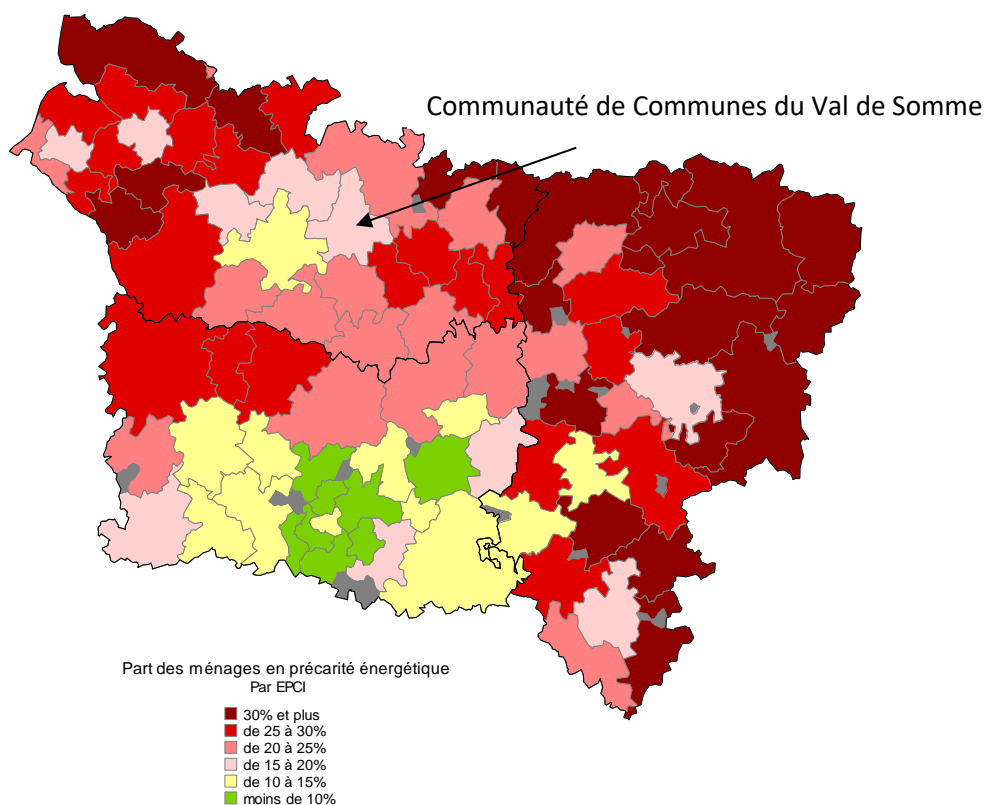 Communauté de Communes du Val de Somme
Part des ménages en précarité énergétique
Par EPCI
30% et plus
de 25 à 30%
de 20 à 25%
de 15 à 20%
de 10 à 15%
moins de 10%